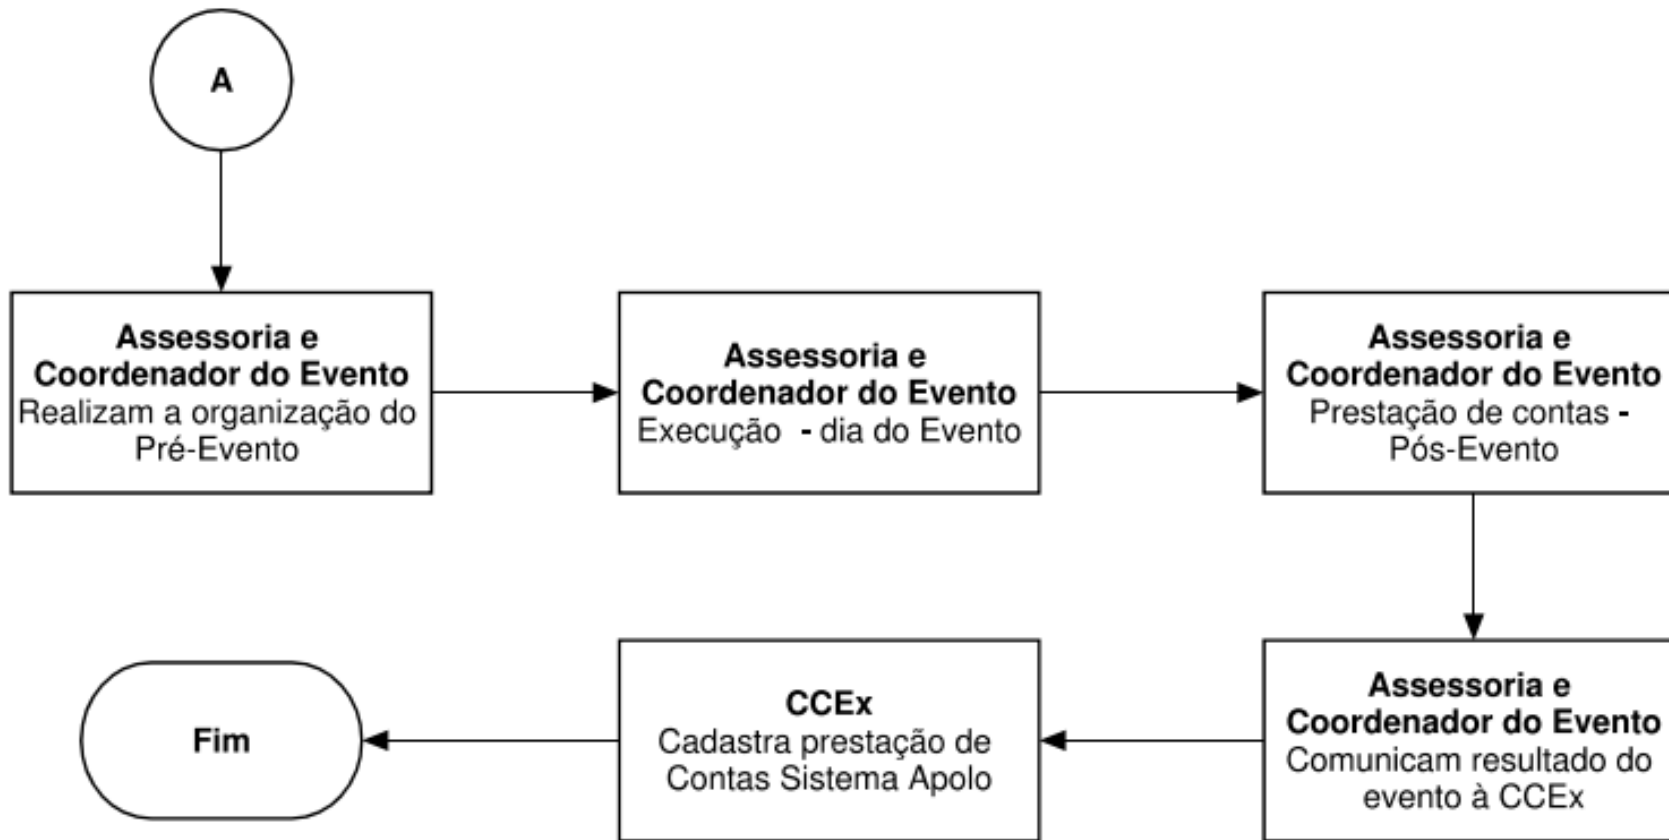 A
Assessoria e
Coordenador do Evento
Realizam a organização do
Pré-Evento
Assessoria e
Coordenador do Evento
Execução - dia do Evento
Assessoria e
Coordenador do Evento
Prestação de contas -
Pós-Evento
Assessoria e
Coordenador do Evento
Comunicam resultado do
evento à CCEx
CCEx
Cadastra prestação de
Contas Sistema Apolo
Fim